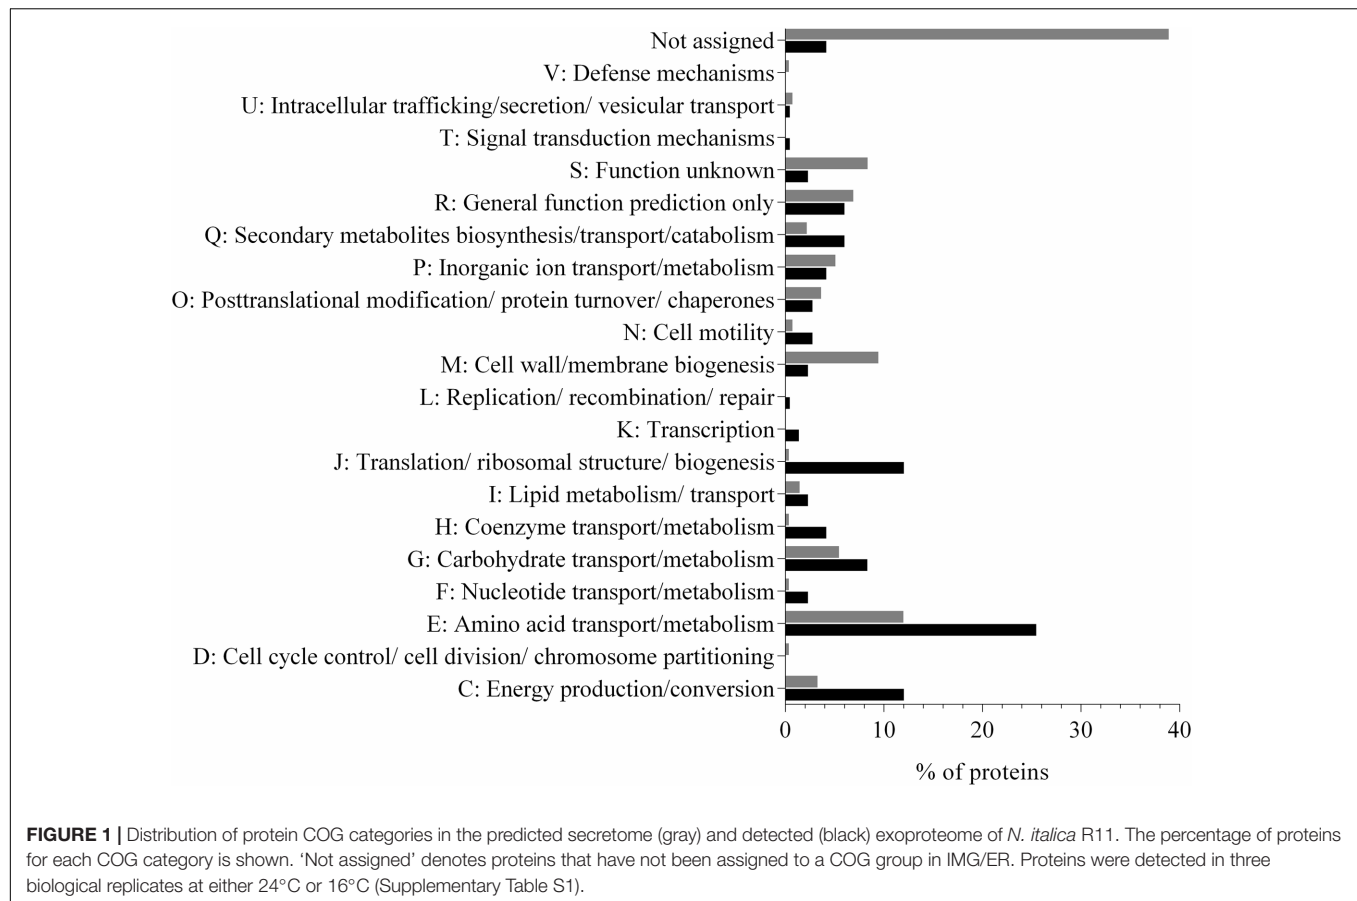 Not assigned
V: Defense mechanisms
U: Intracellular trafficking/secretion/ vesicular transport
T: Signal transduction mechanisms
S: Function unknown
R: General function prediction only
Q: Secondary metabolites biosynthesis/transport/catabolism
P: Inorganic ion transport/metabolism
O: Posttranslational modification/ protein turnover/ chaperones
N: Cell motility
M: Cell wall/membrane biogenesis
L: Replication/ recombination/ repair
K: Transcription
J: Translation/ ribosomal structure/ biogenesis
I: Lipid metabolism/ transport
H: Coenzyme transport/metabolism
G: Carbohydrate transport/metabolism
F: Nucleotide transport/metabolism
E: Amino acid transport/metabolism
D: Cell cycle control/ cell division/ chromosome partitioning
C: Energy production/conversion
0 10 20 30 40
% of proteins
FIGURE 1 | Distribution of protein COG categories in the predicted secretome (gray) and detected (black) exoproteome of N. italica R11. The percentage of proteins
for each COG category is shown. ‘Not assigned’ denotes proteins that have not been assigned to a COG group in IMG/ER. Proteins were detected in three
biological replicates at either 24°C or 16°C (Supplementary Table S1).